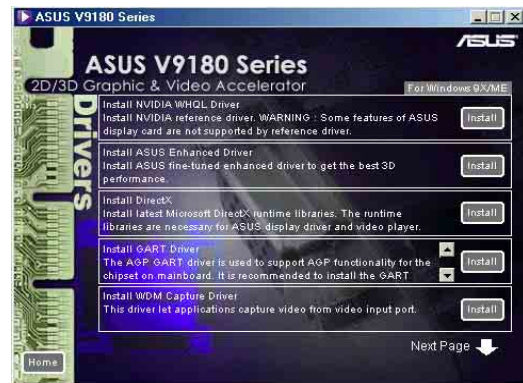 ASUS V9180 Series
ASUS
ASUS V9180 Series
2D/3D Graphic & Video Accelerator
For Windows 9X/ME
Drivers
Install NVIDIA WHQL Driver
Install NVIDIA reference driver. WARNING : Some features of ASUS
display card are not supported by reference driver.
Install
Install ASUS Enhanced Driver
Install ASUS fine-tuned enhanced driver to get the best 3D
performance.
Install
Install DirectX
Install latest Microsoft DirectX runtime libraries. The runtime
libraries are necessary for ASUS display driver and video player.
Install
Install GART Driver
The AGP GART driver is used to support AGP functionality for the
chipset on mainboard. It is recommended to install the GART
Install
Install WDM Capture Driver
This driver let applications capture video from video input port.
Install
Next Page
Home